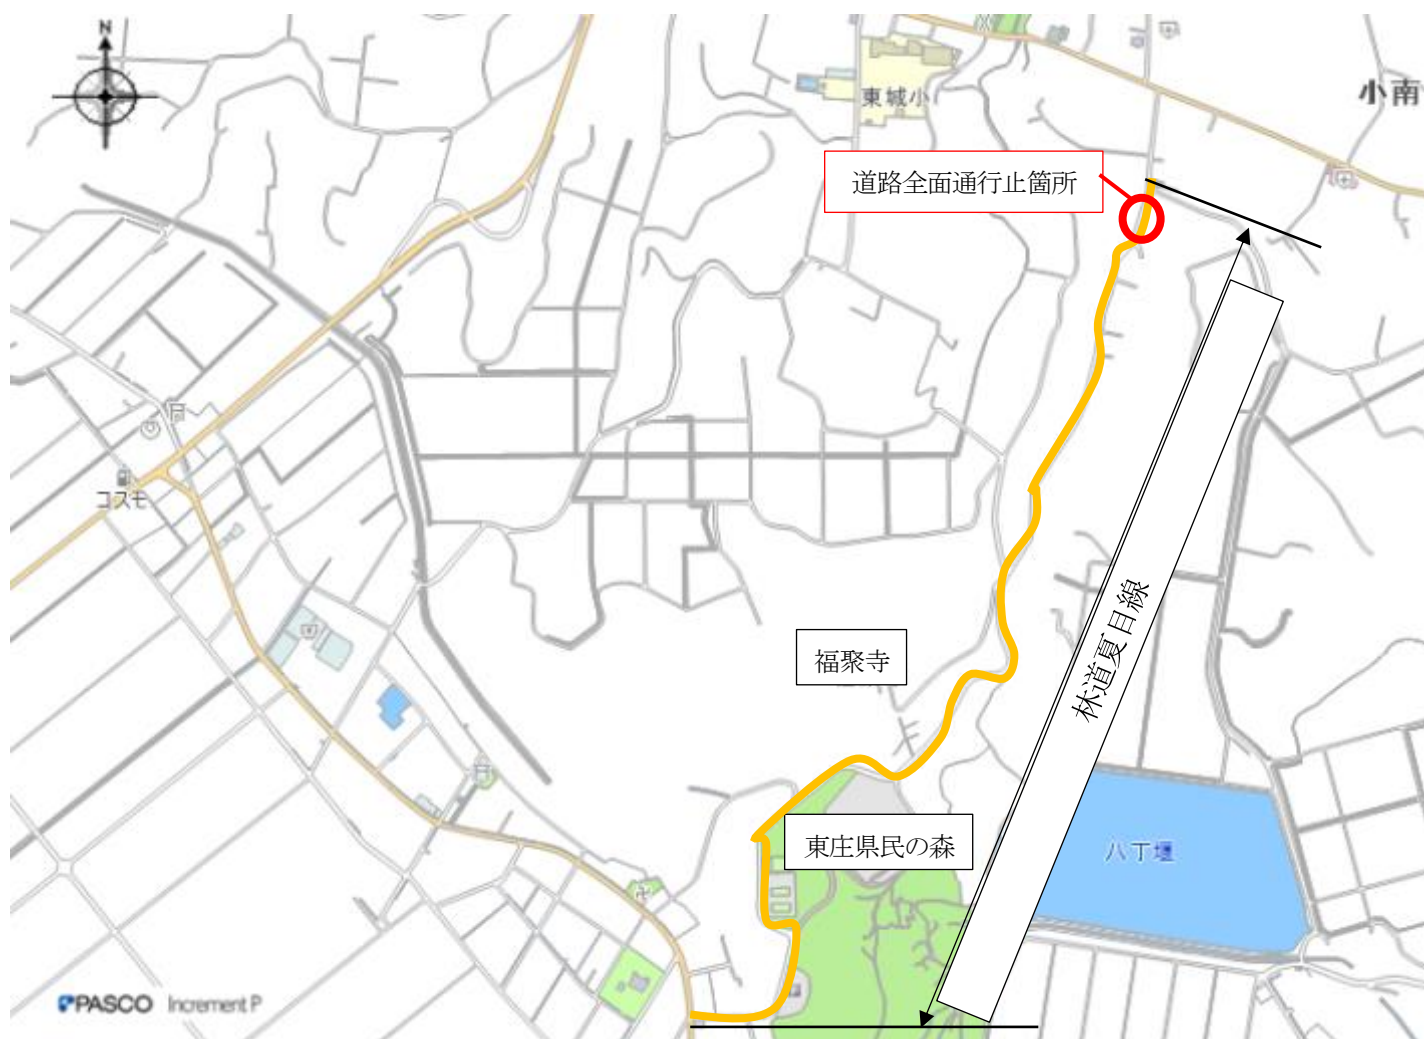 N
東城小
小南
道路全面通行止箇所
コスモ
林道夏目線
福聚寺
東庄県民の森
八丁堰
PASCO Increment P